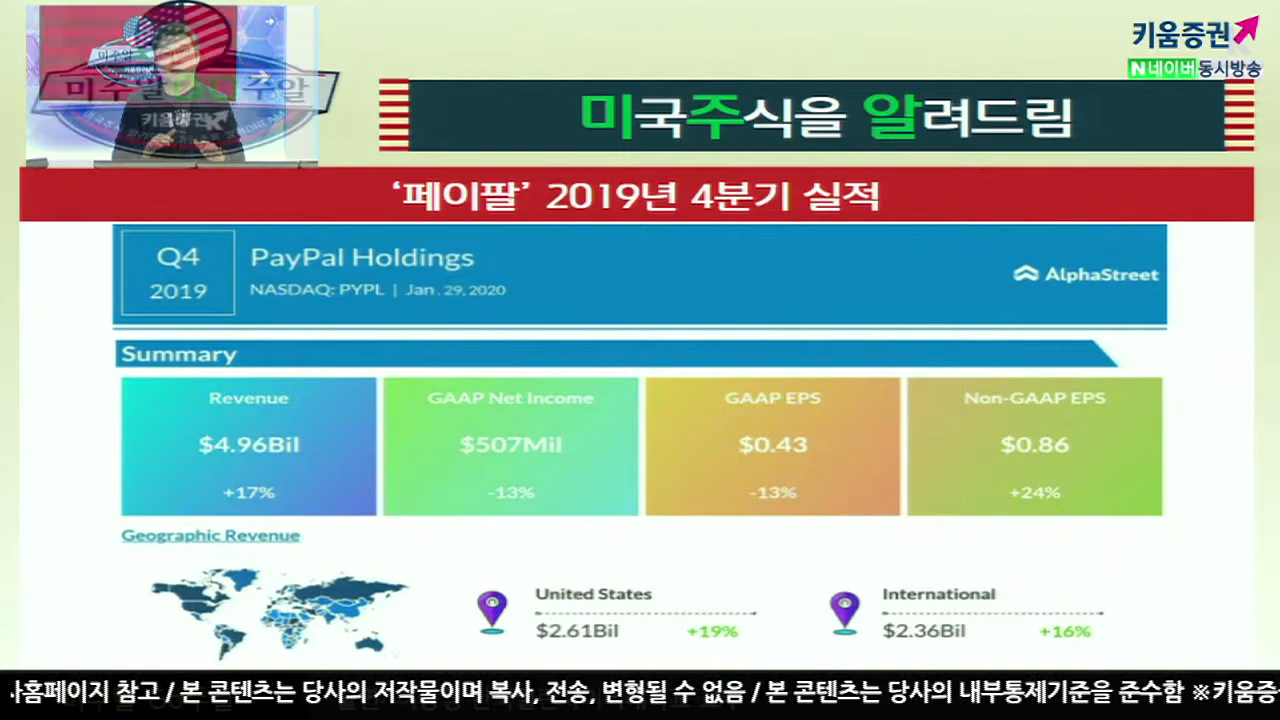 키움증권
N네이버 동시방송
미국주식을 알려드림
키움증권
'페이팔' 2019년 4분기 실적
Q4
2019
PayPal Holdings
NASDAQ: PYPL | Jan. 29, 2020
AlphaStreet
Summary
Revenue
$4.96Bil
+17%
GAAP Net Income
$507Mil
-13%
GAAP EPS
$0.43
-13%
Non-GAAP EPS
$0.86
+24%
Geographic Revenue
United States
$2.61Bil +19%
International
$2.36Bil +16%
홈페이지 참고 / 본 콘텐츠는 당사의 저작물이며 복사, 전송, 변형될 수 없음 / 본 콘텐츠는 당사의 내부통제기준을 준수함 ※키움증